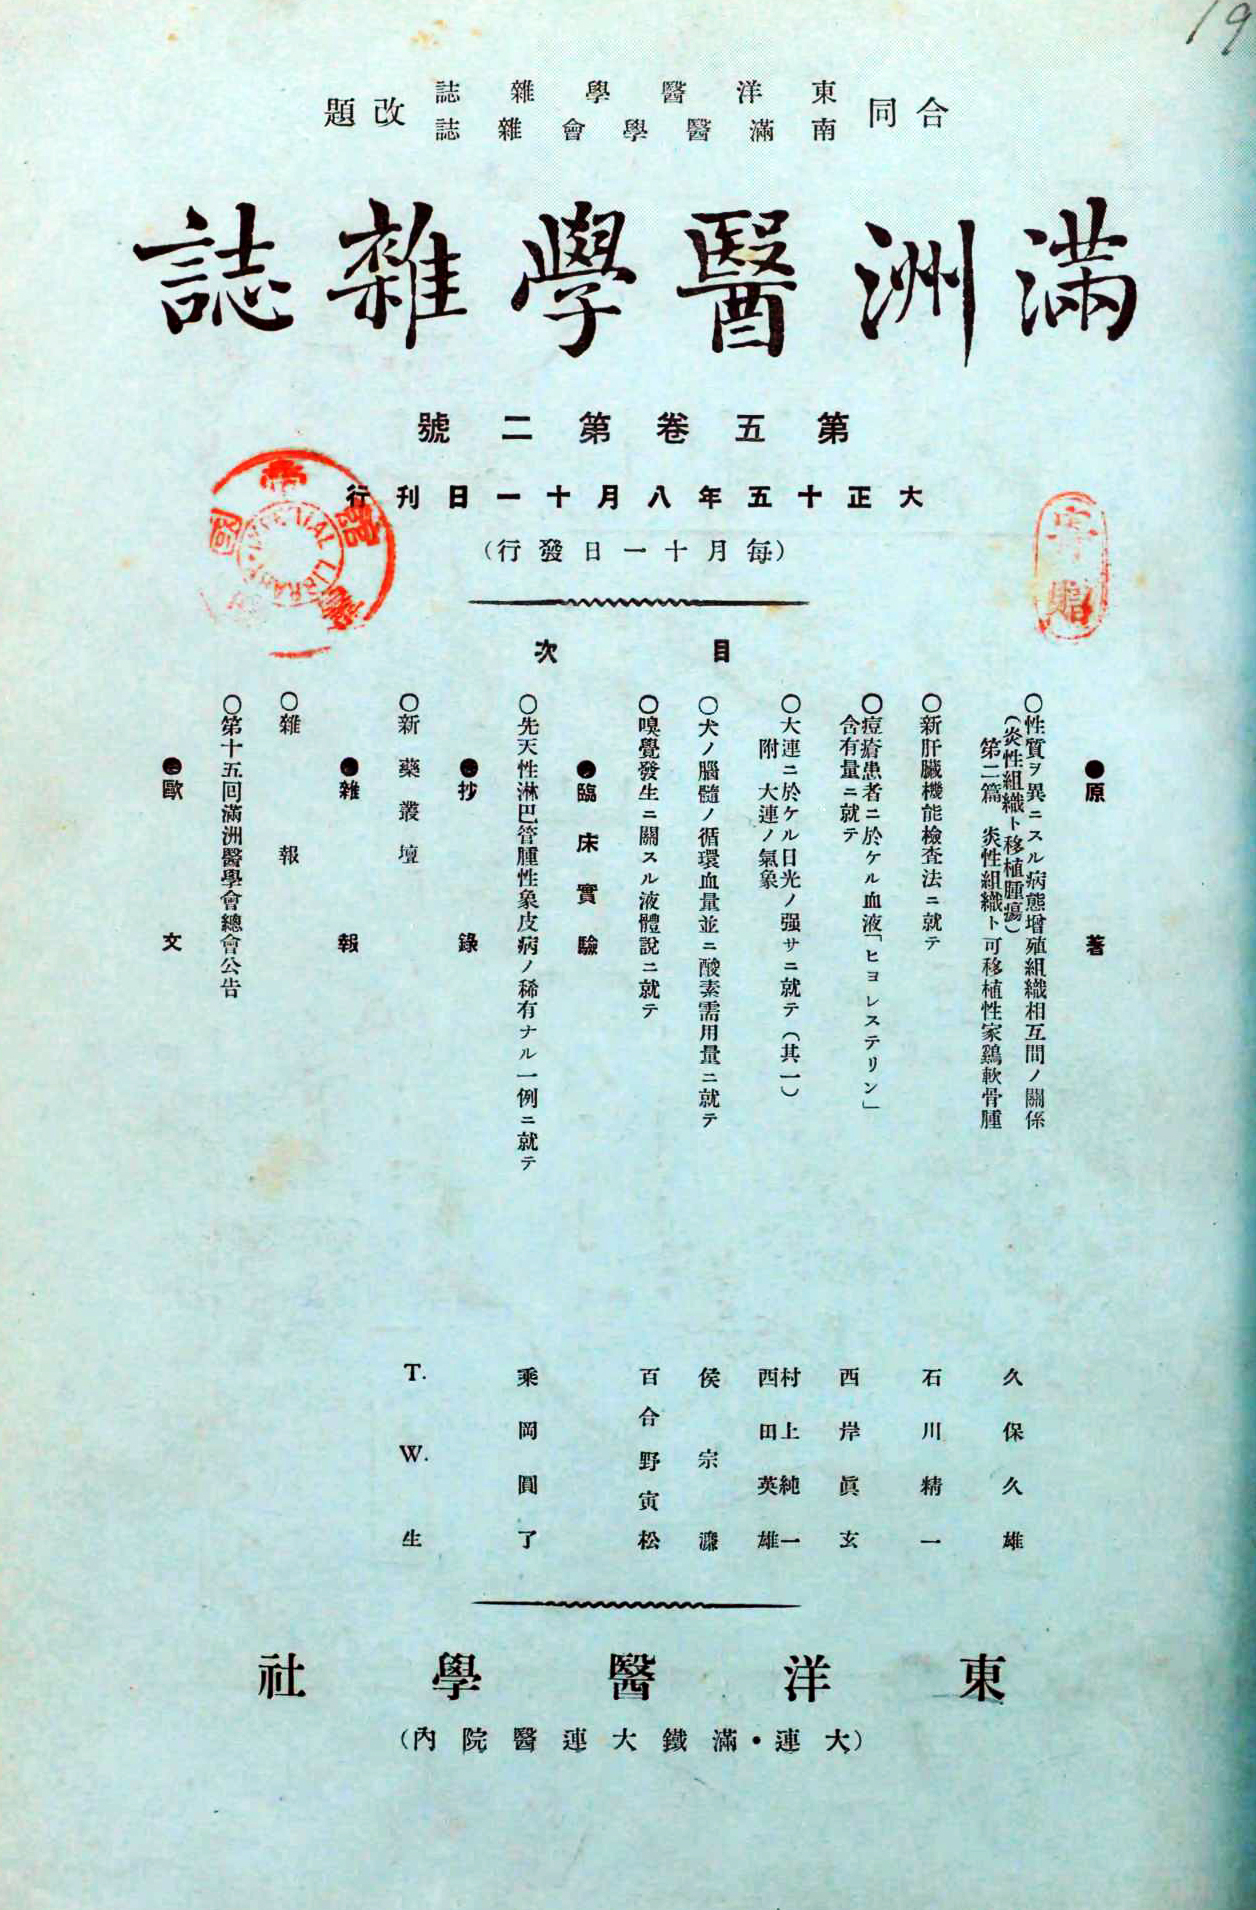 合同
東洋醫學雜誌
南滿醫學會雜誌
改題
滿洲醫學雜誌
第五卷第二號
大正十五年八月十一日刊行
（每月十一日發行）
目次
●原著
○性質ヲ異ニスル病態增殖組織相互間ノ關係
（炎性組織ト移植腫瘍）
第二篇　炎性組織ト可移植性家鷄軟骨腫
久保久雄
○新肝臟機能檢查法ニ就テ
石川精一
○痘瘡患者ニ於ケル血液「ヒヨレステリン」
含有量ニ就テ
西岸眞玄
○大連ニ於ケル日光ノ强サニ就テ（其一）
附　大連ノ氣象
村上純一
西田英雄
○犬ノ腦髓ノ循環血量並ニ酸素需用量ニ就テ
侯宗濂
○嗅覺發生ニ關スル液體說ニ就テ
百合野寅松
●臨床實驗
○先天性淋巴管腫性象皮病ノ稀有ナル一例ニ就テ
乘岡圓了
●抄錄
○新藥叢壇
T. W. 生
●雜報
○雜報
○第十五回滿洲醫學會總會公告
●歐文
東洋醫學社
（大連・滿鐵大連醫院內）
寄贈
IMPERIAL LIBRARY
19